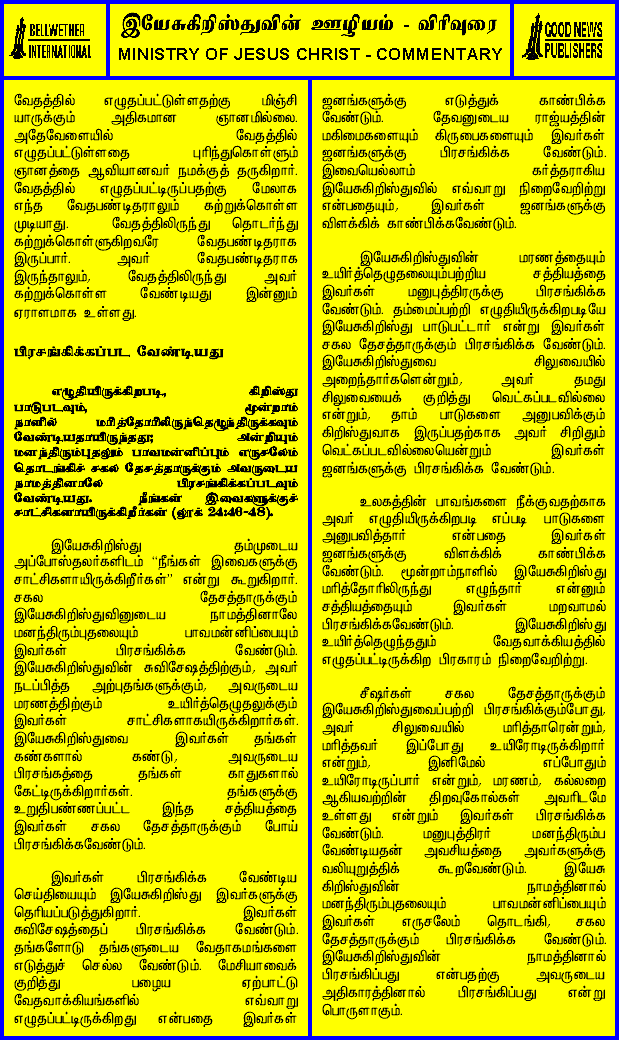 BELLWETHER
INTERNATIONAL
இயேசுகிறிஸ்துவின் ஊழியம் - விரிவுரை
MINISTRY OF JESUS CHRIST - COMMENTARY
GOOD NEWS
PUBLISHERS
வேதத்தில் எழுதப்பட்டுள்ளதற்கு மிஞ்சி
யாருக்கும் அதிகமான ஞானமில்லை.
அதேவேளையில் வேதத்தில்
எழுதப்பட்டுள்ளதை புரிந்துகொள்ளும்
ஞானத்தை ஆவியானவர் நமக்குத் தருகிறார்.
வேதத்தில் எழுதப்பட்டிருப்பதற்கு மேலாக
எந்த வேதபண்டிதராலும் கற்றுக்கொள்ள
முடியாது. வேதத்திலிருந்து தொடர்ந்து
கற்றுக்கொள்ளுகிறவரே வேதபண்டிதராக
இருப்பார். அவர் வேதபண்டிதராக
இருந்தாலும், வேதத்திலிருந்து அவர்
கற்றுக்கொள்ள வேண்டியது இன்னும்
ஏராளமாக உள்ளது.
பிரசங்கிக்கப்பட வேண்டியது
எழுதியிருக்கிறபடி, கிறிஸ்து
பாடுபடவும், மூன்றாம்
நாளில் மரித்தோரிலிருந்தெழுந்திருக்கவும்
வேண்டியதாயிருந்தது; அன்றியும்
மனந்திரும்புதலும் பாவமன்னிப்பும் எருசலேம்
தொடங்கிச் சகல தேசத்தாருக்கும் அவருடைய
நாமத்தினாலே பிரசங்கிக்கப்படவும்
வேண்டியது. நீங்கள் இவைகளுக்குச்
சாட்சிகளாயிருக்கிறீர்கள் (லூக் 24:46-48).
இயேசுகிறிஸ்து தம்முடைய
அப்போஸ்தலர்களிடம் “நீங்கள் இவைகளுக்கு
சாட்சிகளாயிருக்கிறீர்கள்” என்று கூறுகிறார்.
சகல தேசத்தாருக்கும்
இயேசுகிறிஸ்துவினுடைய நாமத்தினாலே
மனந்திரும்புதலையும் பாவமன்னிப்பையும்
இவர்கள் பிரசங்கிக்க வேண்டும்.
இயேசுகிறிஸ்துவின் சுவிசேஷத்திற்கும், அவர்
நடப்பித்த அற்புதங்களுக்கும், அவருடைய
மரணத்திற்கும் உயிர்த்தெழுதலுக்கும்
இவர்கள் சாட்சிகளாகயிருக்கிறார்கள்.
இயேசுகிறிஸ்துவை இவர்கள் தங்கள்
கண்களால் கண்டு, அவருடைய
பிரசங்கத்தை தங்கள் காதுகளால்
கேட்டிருக்கிறார்கள். தங்களுக்கு
உறுதிபண்ணப்பட்ட இந்த சத்தியத்தை
இவர்கள் சகல தேசத்தாருக்கும் போய்
பிரசங்கிக்கவேண்டும்.
இவர்கள் பிரசங்கிக்க வேண்டிய
செய்தியையும் இயேசுகிறிஸ்து இவர்களுக்கு
தெரியப்படுத்துகிறார். இவர்கள்
சுவிசேஷத்தைப் பிரசங்கிக்க வேண்டும்.
தங்களோடு தங்களுடைய வேதாகமங்களை
எடுத்துச் செல்ல வேண்டும். மேசியாவைக்
குறித்து பழைய ஏற்பாட்டு
வேதவாக்கியங்களில் எவ்வாறு
எழுதப்பட்டிருக்கிறது என்பதை இவர்கள்
ஜனங்களுக்கு எடுத்துக் காண்பிக்க
வேண்டும். தேவனுடைய ராஜ்யத்தின்
மகிமைகளையும் கிருபைகளையும் இவர்கள்
ஜனங்களுக்கு பிரசங்கிக்க வேண்டும்.
இவையெல்லாம் கர்த்தராகிய
இயேசுகிறிஸ்துவில் எவ்வாறு நிறைவேறிற்று
என்பதையும், இவர்கள் ஜனங்களுக்கு
விளக்கிக் காண்பிக்கவேண்டும்.
இயேசுகிறிஸ்துவின் மரணத்தையும்
உயிர்த்தெழுதலையும்பற்றிய சத்தியத்தை
இவர்கள் மனுபுத்திரருக்கு பிரசங்கிக்க
வேண்டும். தம்மைப்பற்றி எழுதியிருக்கிறபடியே
இயேசுகிறிஸ்து பாடுபட்டார் என்று இவர்கள்
சகல தேசத்தாருக்கும் பிரசங்கிக்க வேண்டும்.
இயேசுகிறிஸ்துவை சிலுவையில்
அறைந்தார்களென்றும், அவர் தமது
சிலுவையைக் குறித்து வெட்கப்படவில்லை
என்றும், தாம் பாடுகளை அனுபவிக்கும்
கிறிஸ்துவாக இருப்பதற்காக அவர் சிறிதும்
வெட்கப்படவில்லையென்றும் இவர்கள்
ஜனங்களுக்கு பிரசங்கிக்க வேண்டும்.
உலகத்தின் பாவங்களை நீக்குவதற்காக
அவர் எழுதியிருக்கிறபடி எப்படி பாடுகளை
அனுபவித்தார் என்பதை இவர்கள்
ஜனங்களுக்கு விளக்கிக் காண்பிக்க
வேண்டும். மூன்றாம்நாளில் இயேசுகிறிஸ்து
மரித்தோரிலிருந்து எழுந்தார் என்னும்
சத்தியத்தையும் இவர்கள் மறவாமல்
பிரசங்கிக்கவேண்டும். இயேசுகிறிஸ்து
உயிர்த்தெழுந்ததும் வேதவாக்கியத்தில்
எழுதப்பட்டிருக்கிற பிரகாரம் நிறைவேறிற்று.
சீஷர்கள் சகல தேசத்தாருக்கும்
இயேசுகிறிஸ்துவைப்பற்றி பிரசங்கிக்கும்போது,
அவர் சிலுவையில் மரித்தாரென்றும்,
மரித்தவர் இப்போது உயிரோடிருக்கிறார்
என்றும், இனிமேல் எப்போதும்
உயிரோடிருப்பார் என்றும், மரணம், கல்லறை
ஆகியவற்றின் திறவுகோல்கள் அவரிடமே
உள்ளது என்றும் இவர்கள் பிரசங்கிக்க
வேண்டும். மனுபுத்திரர் மனந்திரும்ப
வேண்டியதன் அவசியத்தை அவர்களுக்கு
வலியுறுத்திக் கூறவேண்டும். இயேசு
கிறிஸ்துவின் நாமத்தினால்
மனந்திரும்புதலையும் பாவமன்னிப்பையும்
இவர்கள் எருசலேம் தொடங்கி, சகல
தேசத்தாருக்கும் பிரசங்கிக்க வேண்டும்.
இயேசுகிறிஸ்துவின் நாமத்தினால்
பிரசங்கிப்பது என்பதற்கு அவருடைய
அதிகாரத்தினால் பிரசங்கிப்பது என்று
பொருளாகும்.